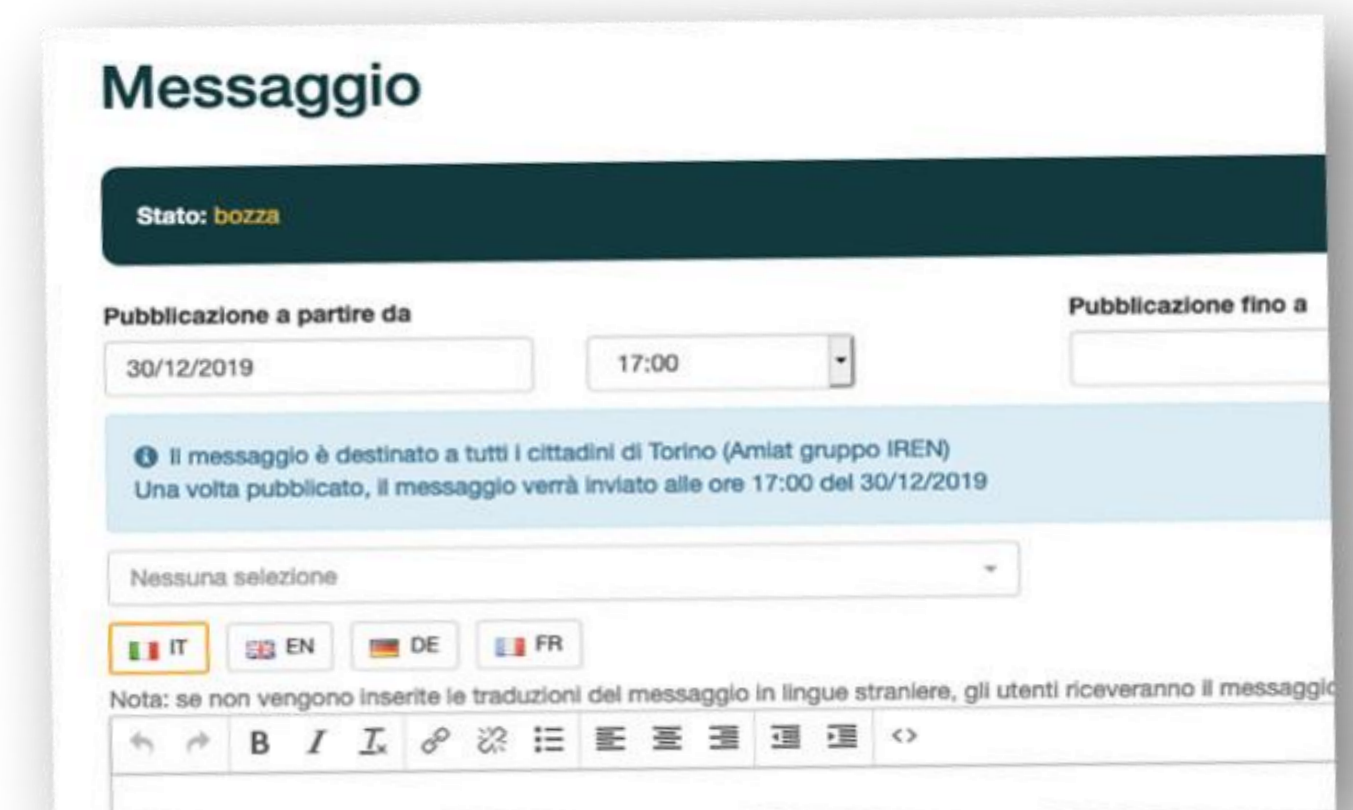 Messaggio
Stato: bozza
Pubblicazione a partire da
Pubblicazione fino a
30/12/2019
17:00
Il messaggio è destinato a tutti i cittadini di Torino (Amiat gruppo IREN)
Una volta pubblicato, il messaggio verrà inviato alle ore 17:00 del 30/12/2019
Nessuna selezione
IT EN DE FR
Nota: se non vengono inserite le traduzioni del messaggio in lingue straniere, gli utenti riceveranno il messaggio
B I Tx